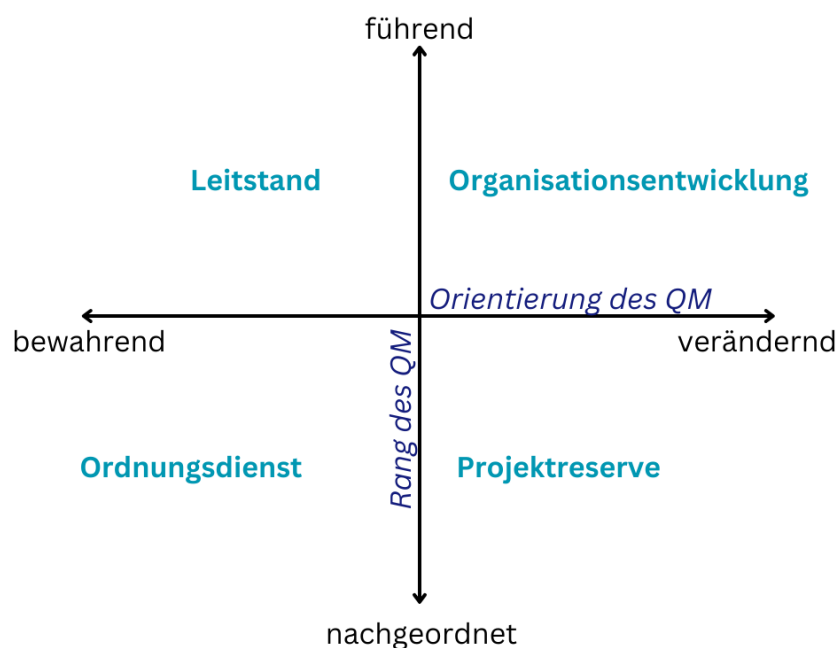 führend
Leitstand
Organisationsentwicklung
Orientierung des QM
bewahrend
verändernd
Rang des QM
Ordnungsdienst
Projektreserve
nachgeordnet